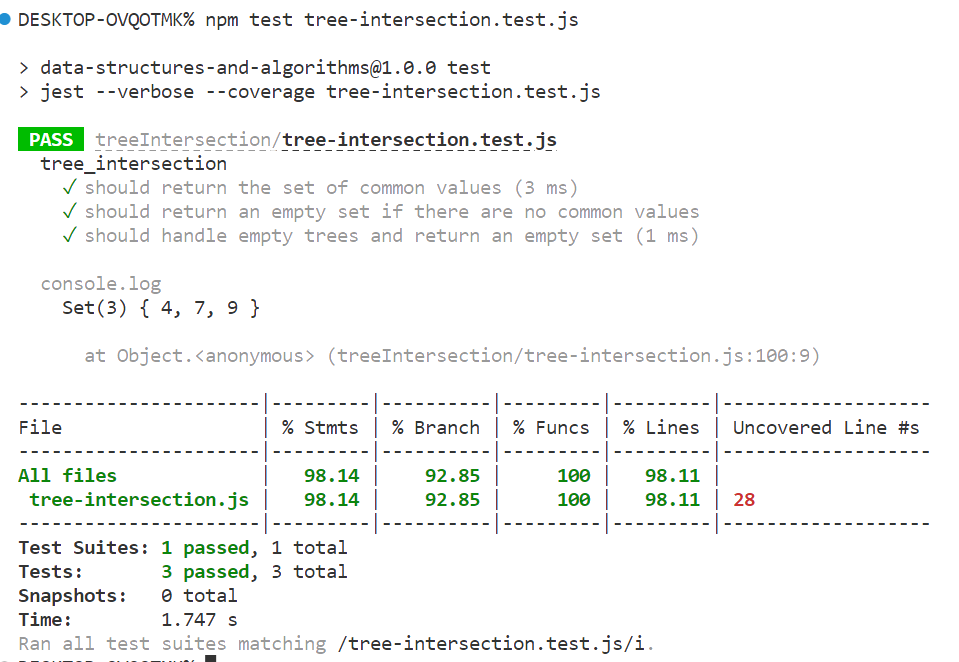 DESKTOP-OVQOTMK% npm test tree-intersection.test.js
> data-structures-and-algorithms@1.0.0 test
> jest --verbose --coverage tree-intersection.test.js
PASS treeIntersection/tree-intersection.test.js
tree_intersection
√ should return the set of common values (3 ms)
√ should return an empty set if there are no common values
√ should handle empty trees and return an empty set (1 ms)
console.log
Set(3) { 4, 7, 9 }
at Object.<anonymous> (treeIntersection/tree-intersection.js:100:9)
----------------------|---------|----------|---------|---------|-------------------
File                  | % Stmts | % Branch | % Funcs | % Lines | Uncovered Line #s
----------------------|---------|----------|---------|---------|-------------------
All files             |   98.14 |    92.85 |     100 |   98.11 |
tree-intersection.js |   98.14 |    92.85 |     100 |   98.11 | 28
----------------------|---------|----------|---------|---------|-------------------
Test Suites: 1 passed, 1 total
Tests:       3 passed, 3 total
Snapshots:   0 total
Time:        1.747 s
Ran all test suites matching /tree-intersection.test.js/i.